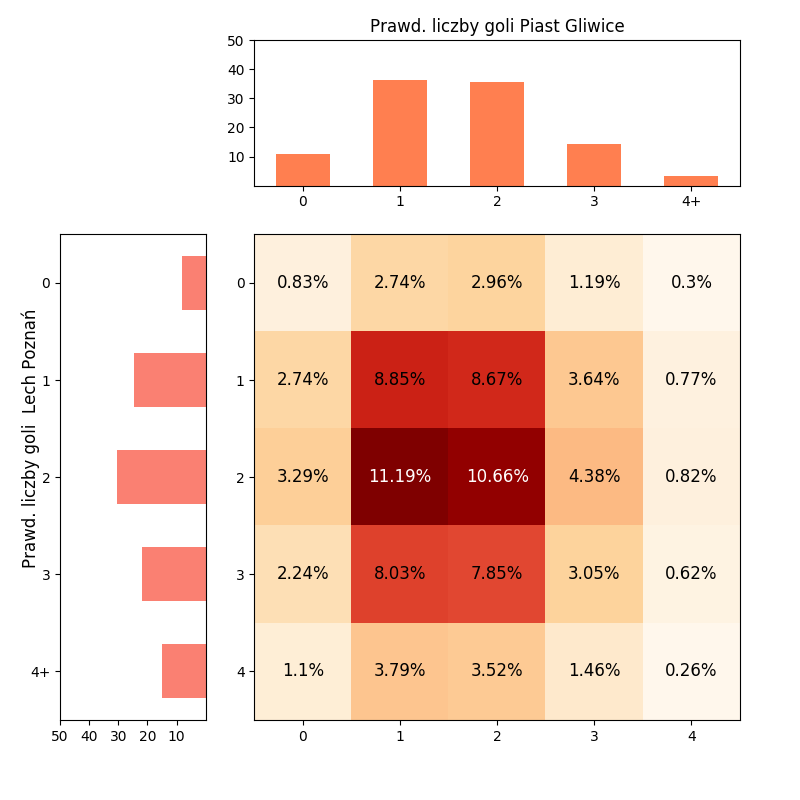 Prawd. liczby goli Piast Gliwice
50
40
30
20
10
0 1 2 3 4+
Prawd. liczby goli  Lech Poznań
0
1
2
3
4+
50 40 30 20 10
0 0.83% 2.74% 2.96% 1.19% 0.3%
1 2.74% 8.85% 8.67% 3.64% 0.77%
2 3.29% 11.19% 10.66% 4.38% 0.82%
3 2.24% 8.03% 7.85% 3.05% 0.62%
4 1.1% 3.79% 3.52% 1.46% 0.26%
0 1 2 3 4